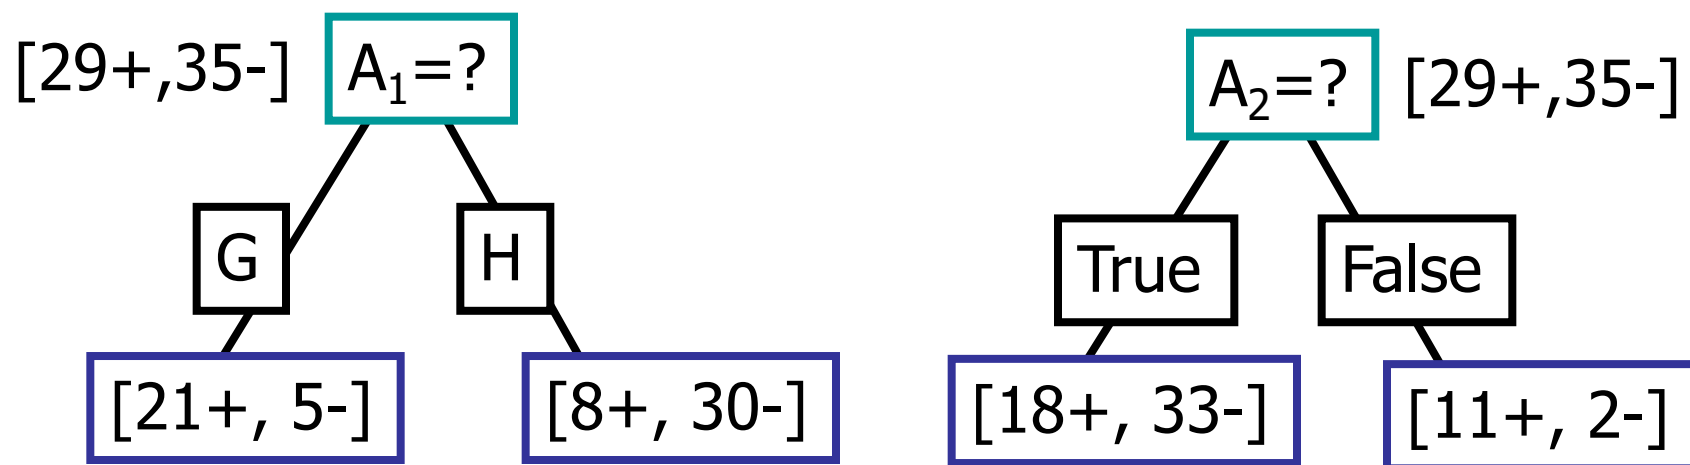 [29+,35-] A₁=?
G H
[21+, 5-] [8+, 30-]
A₂=? [29+,35-]
True False
[18+, 33-] [11+, 2-]